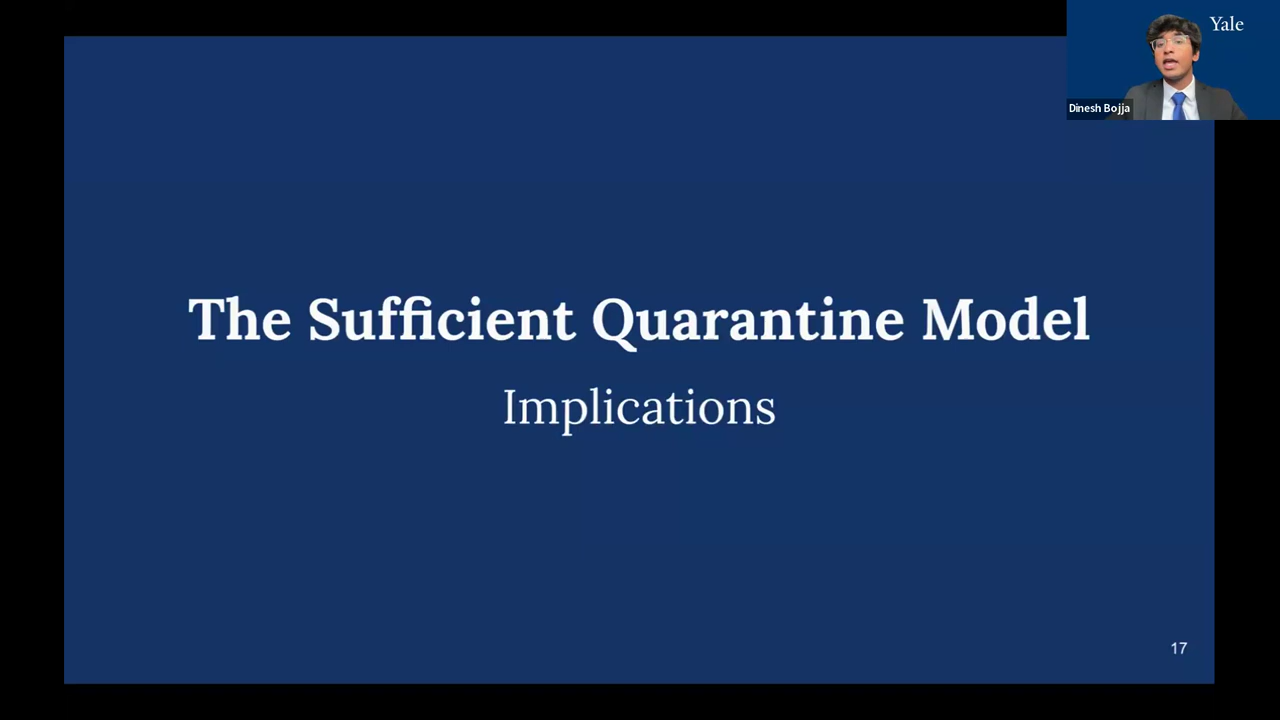 Yale
Dinesh Bojja
The Sufficient Quarantine Model
Implications
17